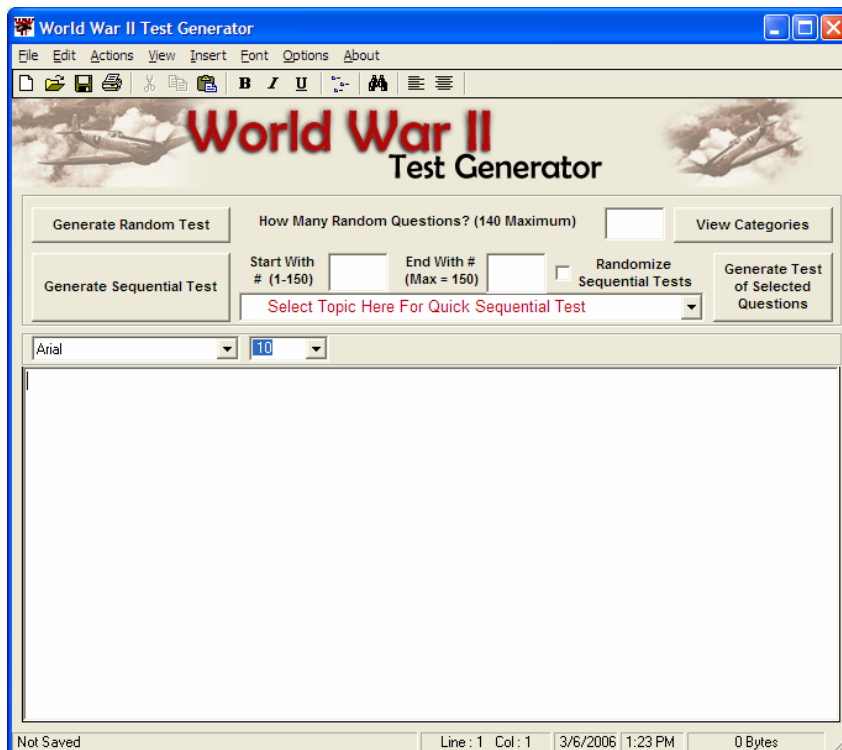 World War II Test Generator
File Edit Actions View Insert Font Options About
B I U
World War II
Test Generator
Generate Random Test
How Many Random Questions? (140 Maximum)
View Categories
Generate Sequential Test
Start With
# (1-150)
End With #
(Max = 150)
Randomize
Sequential Tests
Generate Test
of Selected
Questions
Select Topic Here For Quick Sequential Test
Arial 10
Not Saved Line : 1 Col : 1 3/6/2006 1:23 PM 0 Bytes